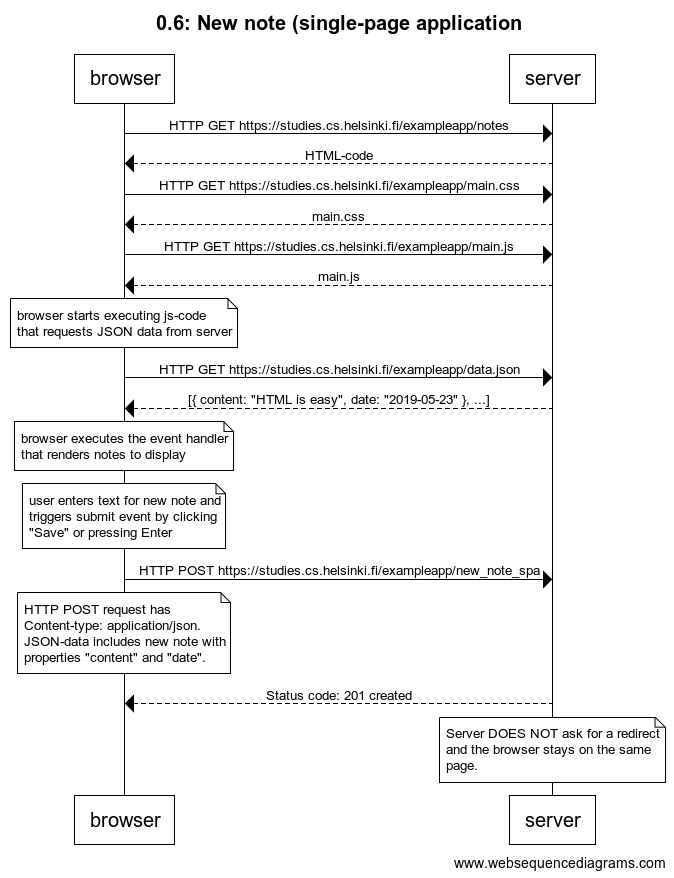 0.6: New note (single-page application
browser
server
HTTP GET https://studies.cs.helsinki.fi/exampleapp/notes
HTML-code
HTTP GET https://studies.cs.helsinki.fi/exampleapp/main.css
main.css
HTTP GET https://studies.cs.helsinki.fi/exampleapp/main.js
main.js
browser starts executing js-code
that requests JSON data from server
HTTP GET https://studies.cs.helsinki.fi/exampleapp/data.json
[{ content: "HTML is easy", date: "2019-05-23" }, ...]
browser executes the event handler
that renders notes to display
user enters text for new note and
triggers submit event by clicking
"Save" or pressing Enter
HTTP POST https://studies.cs.helsinki.fi/exampleapp/new_note_spa
HTTP POST request has
Content-type: application/json.
JSON-data includes new note with
properties "content" and "date".
Status code: 201 created
Server DOES NOT ask for a redirect
and the browser stays on the same
page.
browser
server
www.websequencediagrams.com